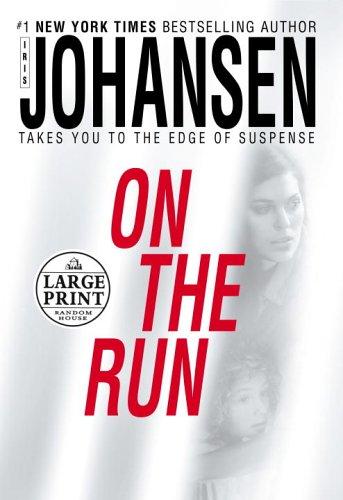 #1 NEW YORK TIMES BESTSELLING AUTHOR
IRIS
JOHANSEN
TAKES YOU TO THE EDGE OF SUSPENSE
ON
THE
RUN
LARGE
PRINT
RANDOM
HOUSE